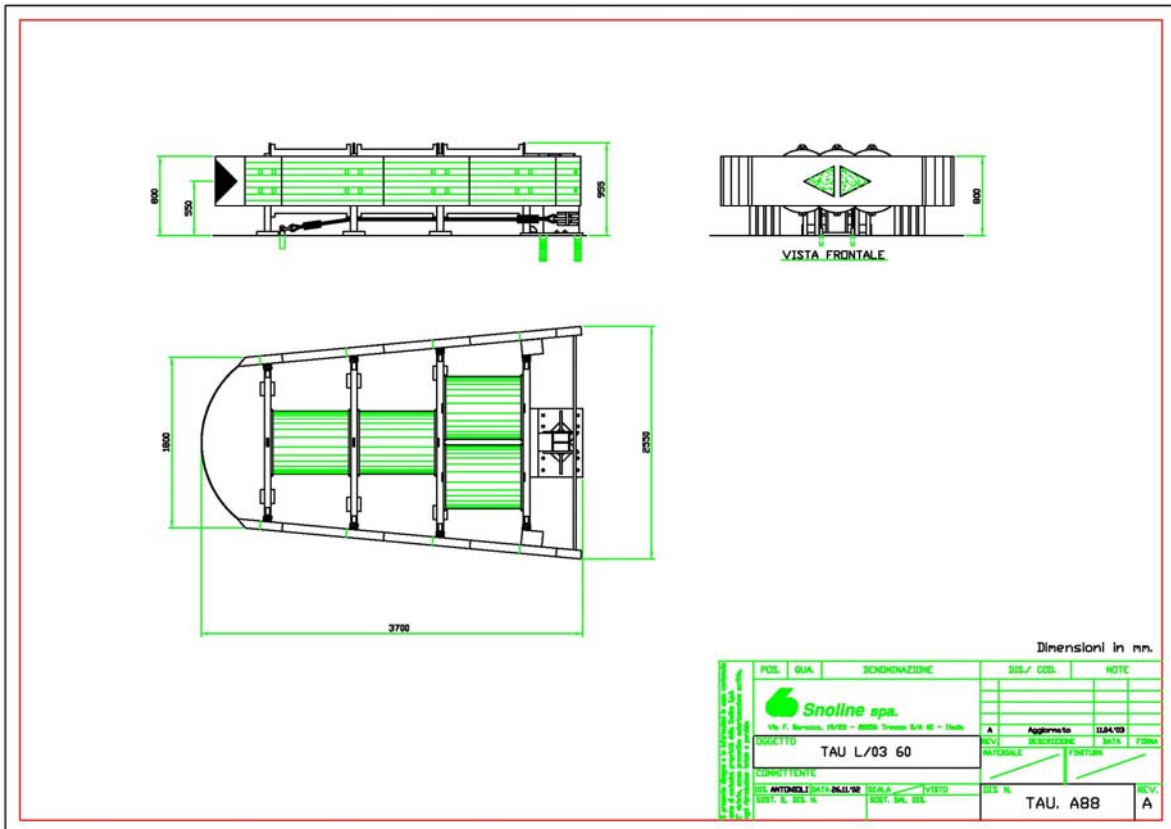 800
550
955
800
VISTA FRONTALE
1800
2550
3700
Dimensioni in mm.
POS. QUA. DENOMINAZIONE DIS./ COD. NOTE
Snoline spa.
A Aggiornato 11.04.'03
REV. DESCRIZIONE DATA FIRMA
OGGETTO
TAU L/03 60
MATERIALE FINITURA
COMMITTENTE
DIS. ANTONIOLI DATA 26.11.'02 SCALA VISTO
SOST. IL DIS. N. SOST. DAL DIS.
DIS N.
TAU. A88
REV.
A